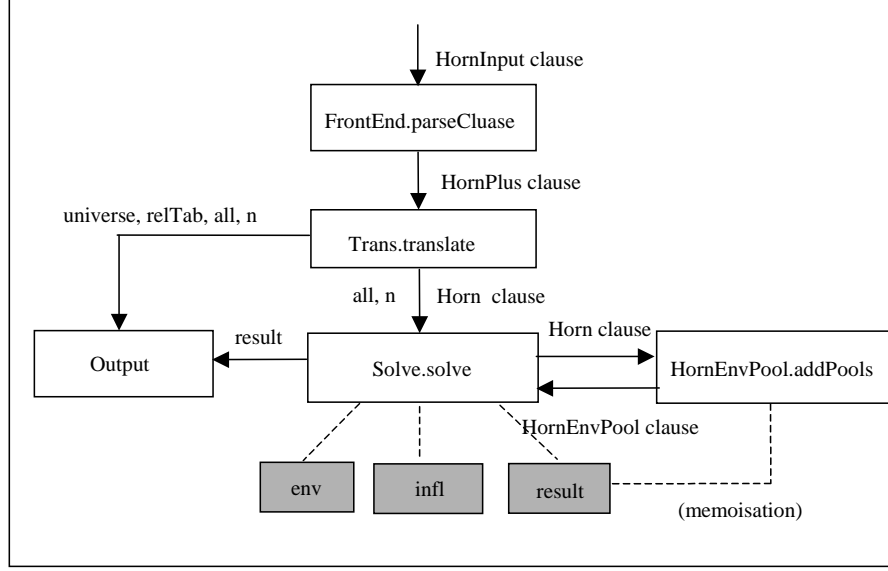 HornInput clause
FrontEnd.parseCluase
HornPlus clause
universe, relTab, all, n
Trans.translate
all, n
Horn clause
Horn clause
result
Output
Solve.solve
HornEnvPool.addPools
HornEnvPool clause
env
infl
result
(memoisation)